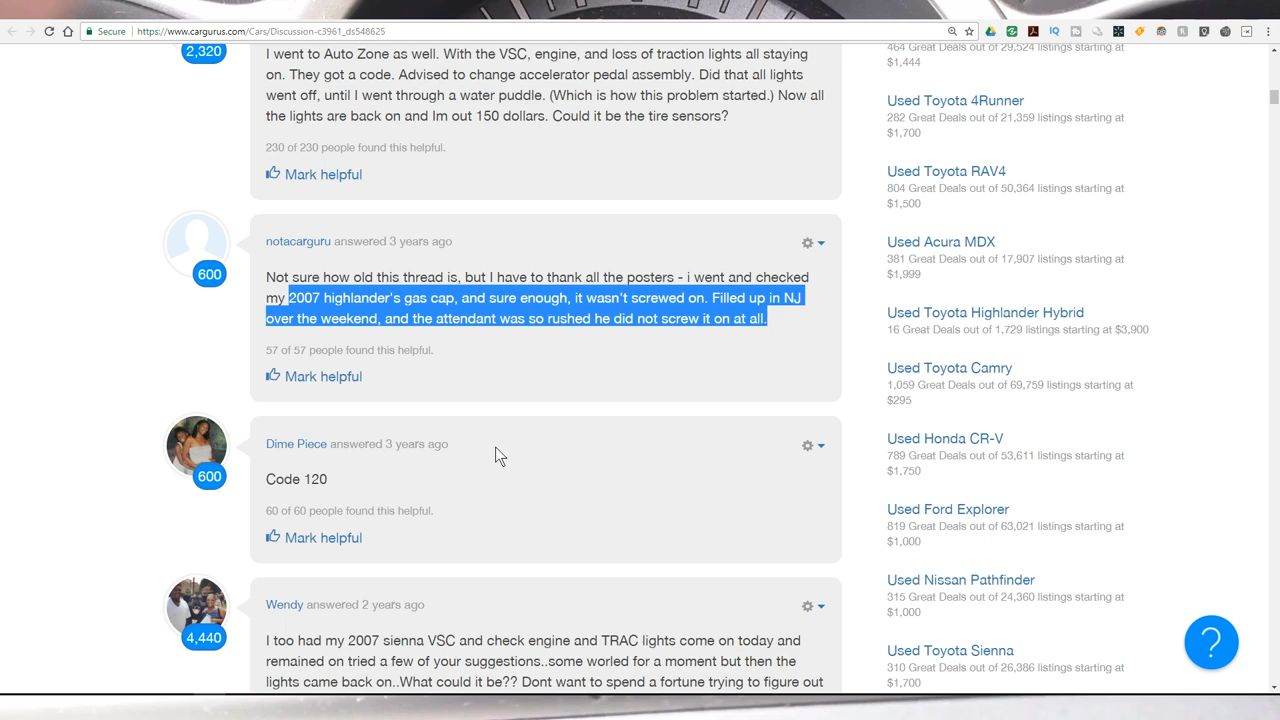 Secure
https://www.cargurus.com/Cars/Discussion-c3961_ds548625
2,320
I went to Auto Zone as well. With the VSC, engine, and loss of traction lights all staying
on. They got a code. Advised to change accelerator pedal assembly. Did that all lights
went off, until I went through a water puddle. (Which is how this problem started.) Now all
the lights are back on and Im out 150 dollars. Could it be the tire sensors?
230 of 230 people found this helpful.
Mark helpful
notacarguru answered 3 years ago
600
Not sure how old this thread is, but I have to thank all the posters - i went and checked
my 2007 highlander's gas cap, and sure enough, it wasn't screwed on. Filled up in NJ
over the weekend, and the attendant was so rushed he did not screw it on at all.
57 of 57 people found this helpful.
Mark helpful
Dime Piece answered 3 years ago
600
Code 120
60 of 60 people found this helpful.
Mark helpful
Wendy answered 2 years ago
4,440
I too had my 2007 sienna VSC and check engine and TRAC lights come on today and
remained on tried a few of your suggestions..some worled for a moment but then the
lights came back on..What could it be?? Dont want to spend a fortune trying to figure out
464 Great Deals out of 29,524 listings starting at
$1,444
Used Toyota 4Runner
282 Great Deals out of 21,359 listings starting at
$1,700
Used Toyota RAV4
804 Great Deals out of 50,364 listings starting at
$1,500
Used Acura MDX
381 Great Deals out of 17,907 listings starting at
$1,999
Used Toyota Highlander Hybrid
16 Great Deals out of 1,729 listings starting at $3,900
Used Toyota Camry
1,059 Great Deals out of 69,759 listings starting at
$295
Used Honda CR-V
789 Great Deals out of 53,611 listings starting at
$1,750
Used Ford Explorer
819 Great Deals out of 63,021 listings starting at
$1,000
Used Nissan Pathfinder
315 Great Deals out of 24,360 listings starting at
$1,000
Used Toyota Sienna
310 Great Deals out of 26,386 listings starting at
$1,700
?